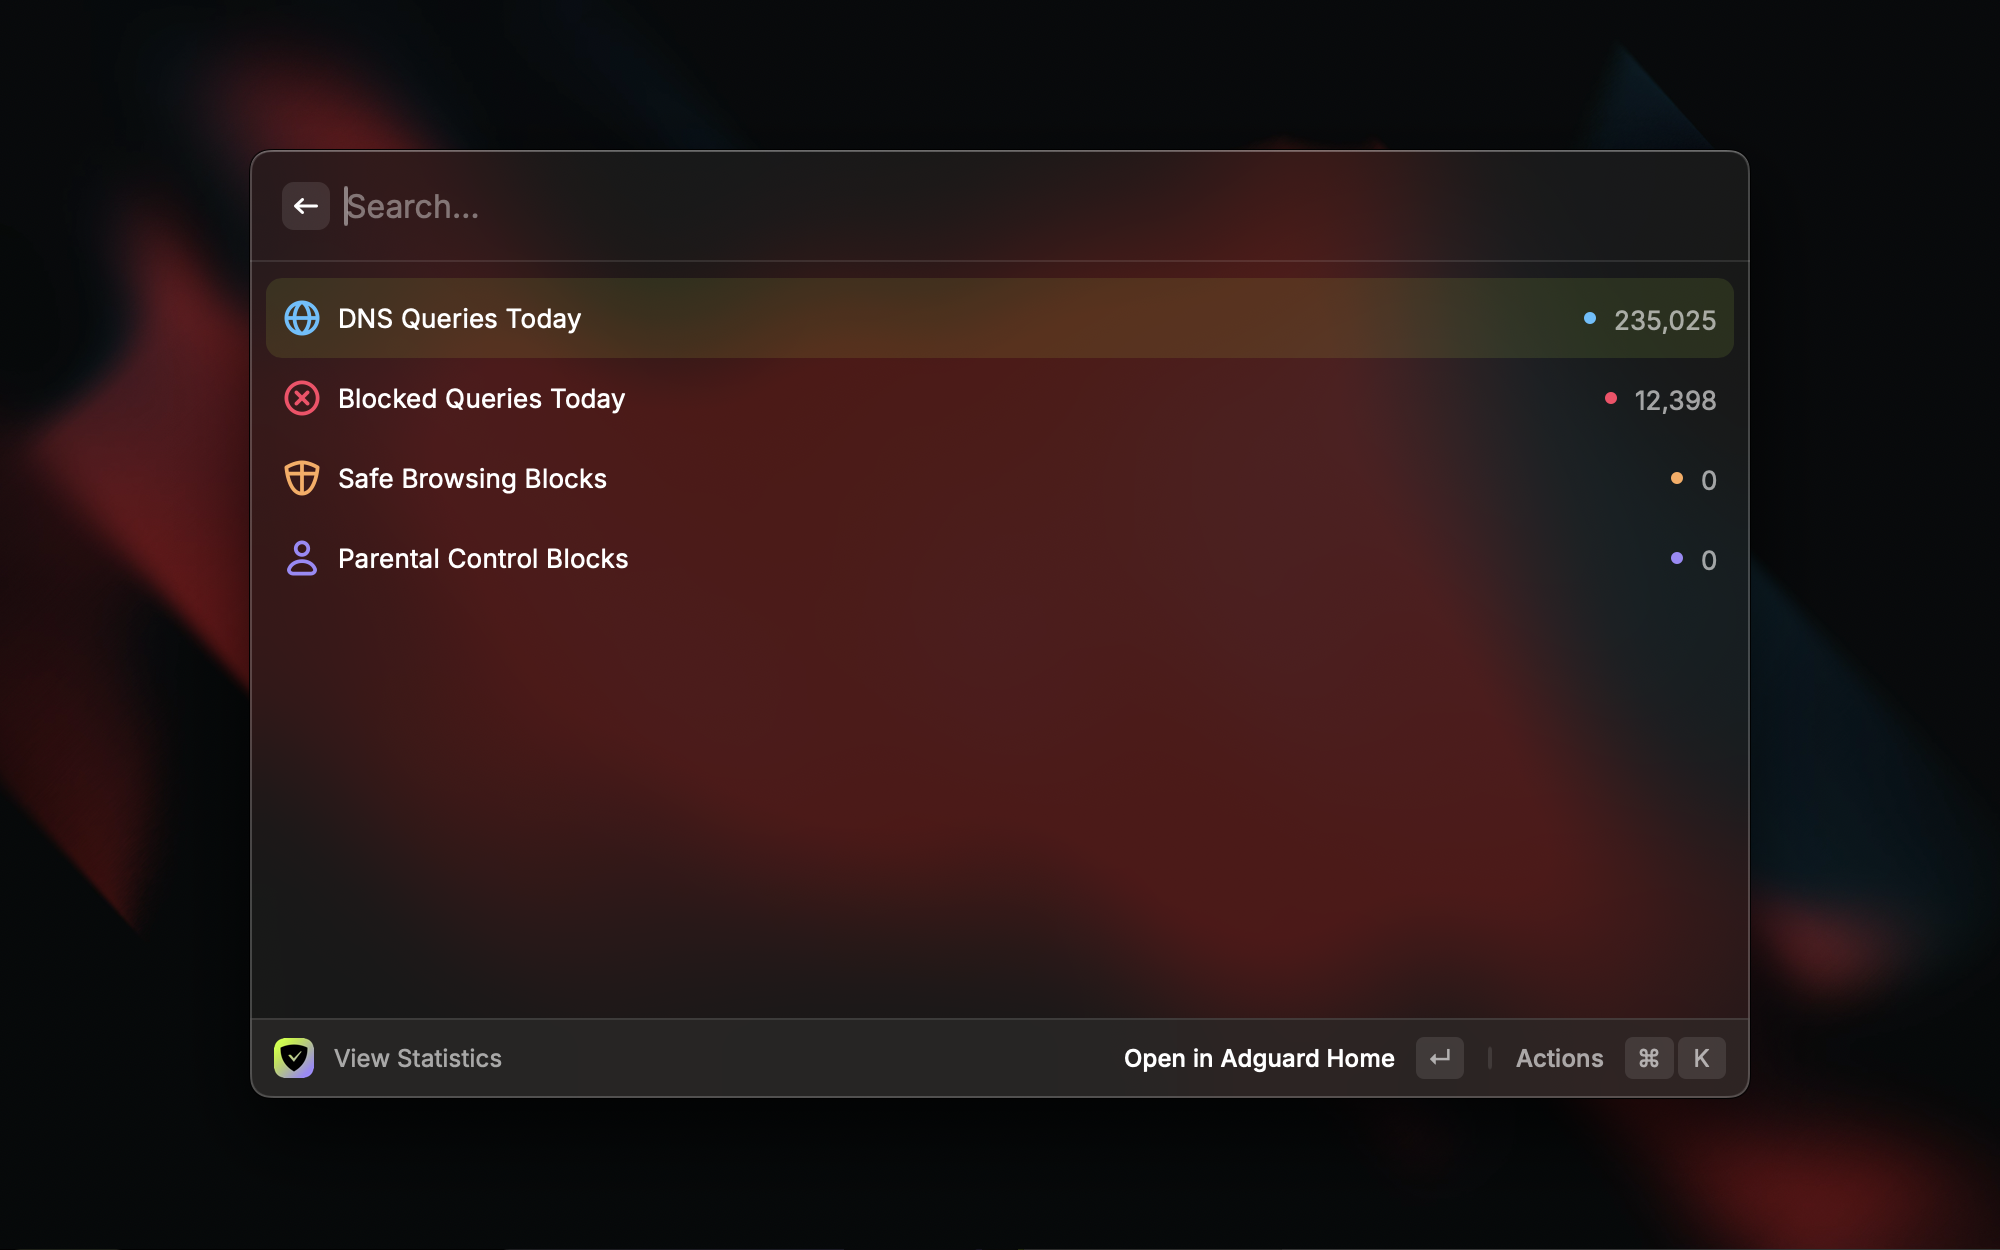 Search...
DNS Queries Today 235,025
Blocked Queries Today 12,398
Safe Browsing Blocks 0
Parental Control Blocks 0
View Statistics Open in Adguard Home ↵ | Actions ⌘ K